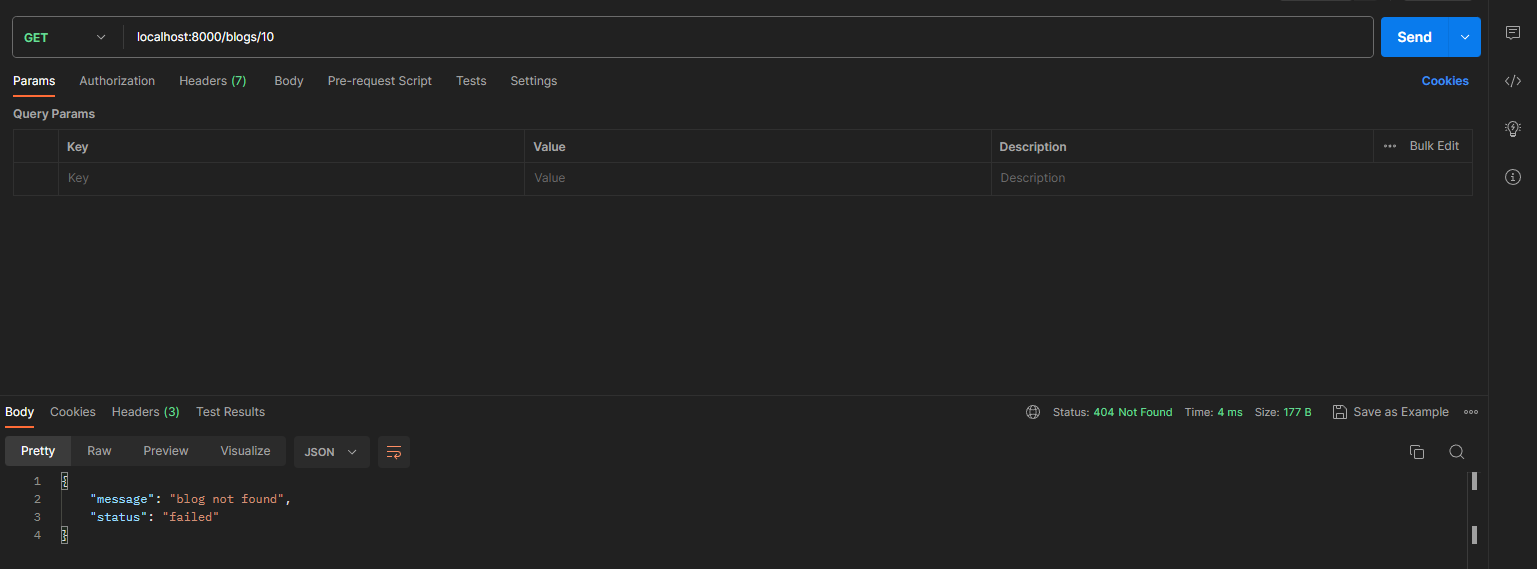 GET localhost:8000/blogs/10 Send
Params Authorization Headers (7) Body Pre-request Script Tests Settings Cookies
Query Params
Key Value Description Bulk Edit
Key Value Description
Body Cookies Headers (3) Test Results Status: 404 Not Found Time: 4 ms Size: 177 B Save as Example
Pretty Raw Preview Visualize JSON
1 {
2 "message": "blog not found",
3 "status": "failed"
4 }